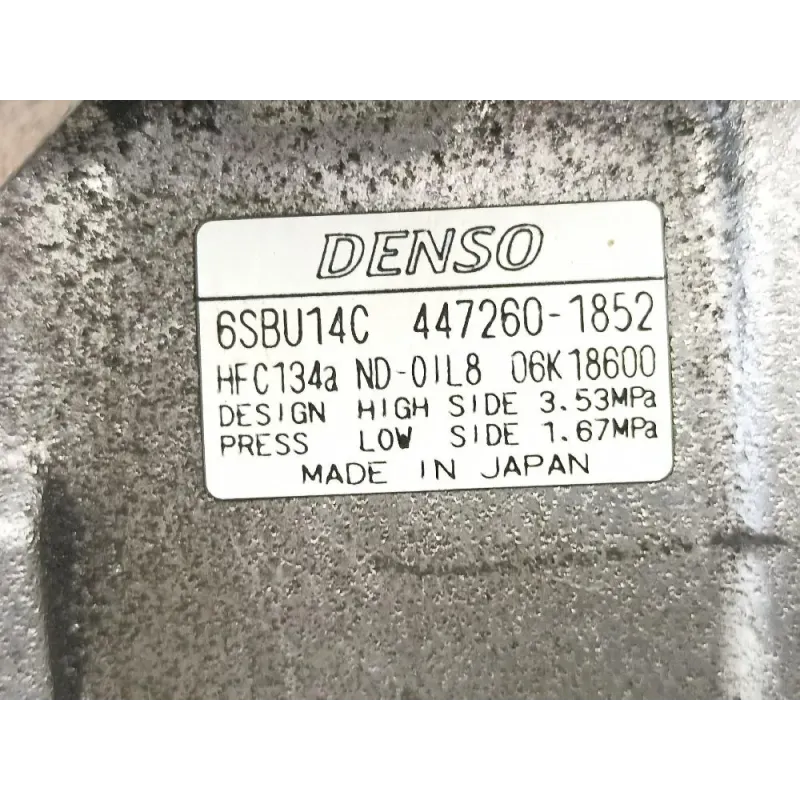 DENSO
6SBU14C 447260-1852
HFC134a ND-OIL8 06K18600
DESIGN HIGH SIDE 3.53MPa
PRESS LOW SIDE 1.67MPa
MADE IN JAPAN